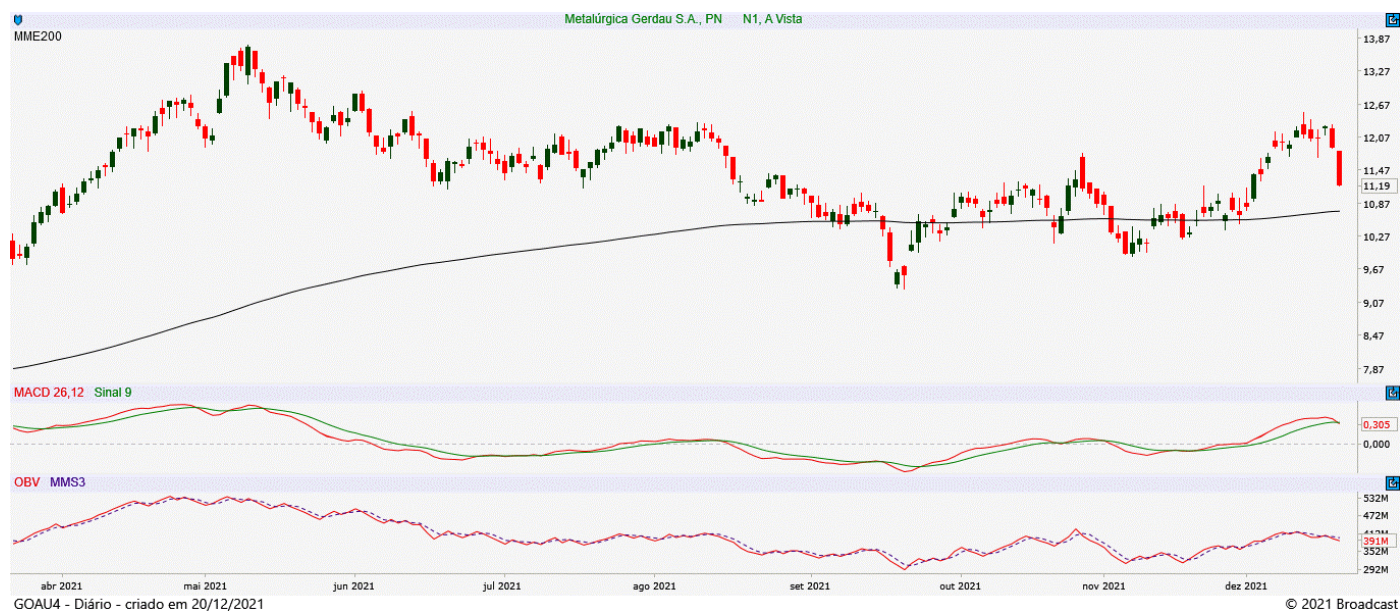 Metalúrgica Gerdau S.A., PN N1, A Vista
MME200
13,87
13,27
12,67
12,07
11,47
11,19
10,87
10,27
9,67
9,07
8,47
7,87
MACD 26,12 Sinal 9
0,305
0,000
OBV MMS3
532M
472M
412M
391M
352M
292M
abr 2021 mai 2021 jun 2021 jul 2021 ago 2021 set 2021 out 2021 nov 2021 dez 2021
GOAU4 - Diário - criado em 20/12/2021 © 2021 Broadcast